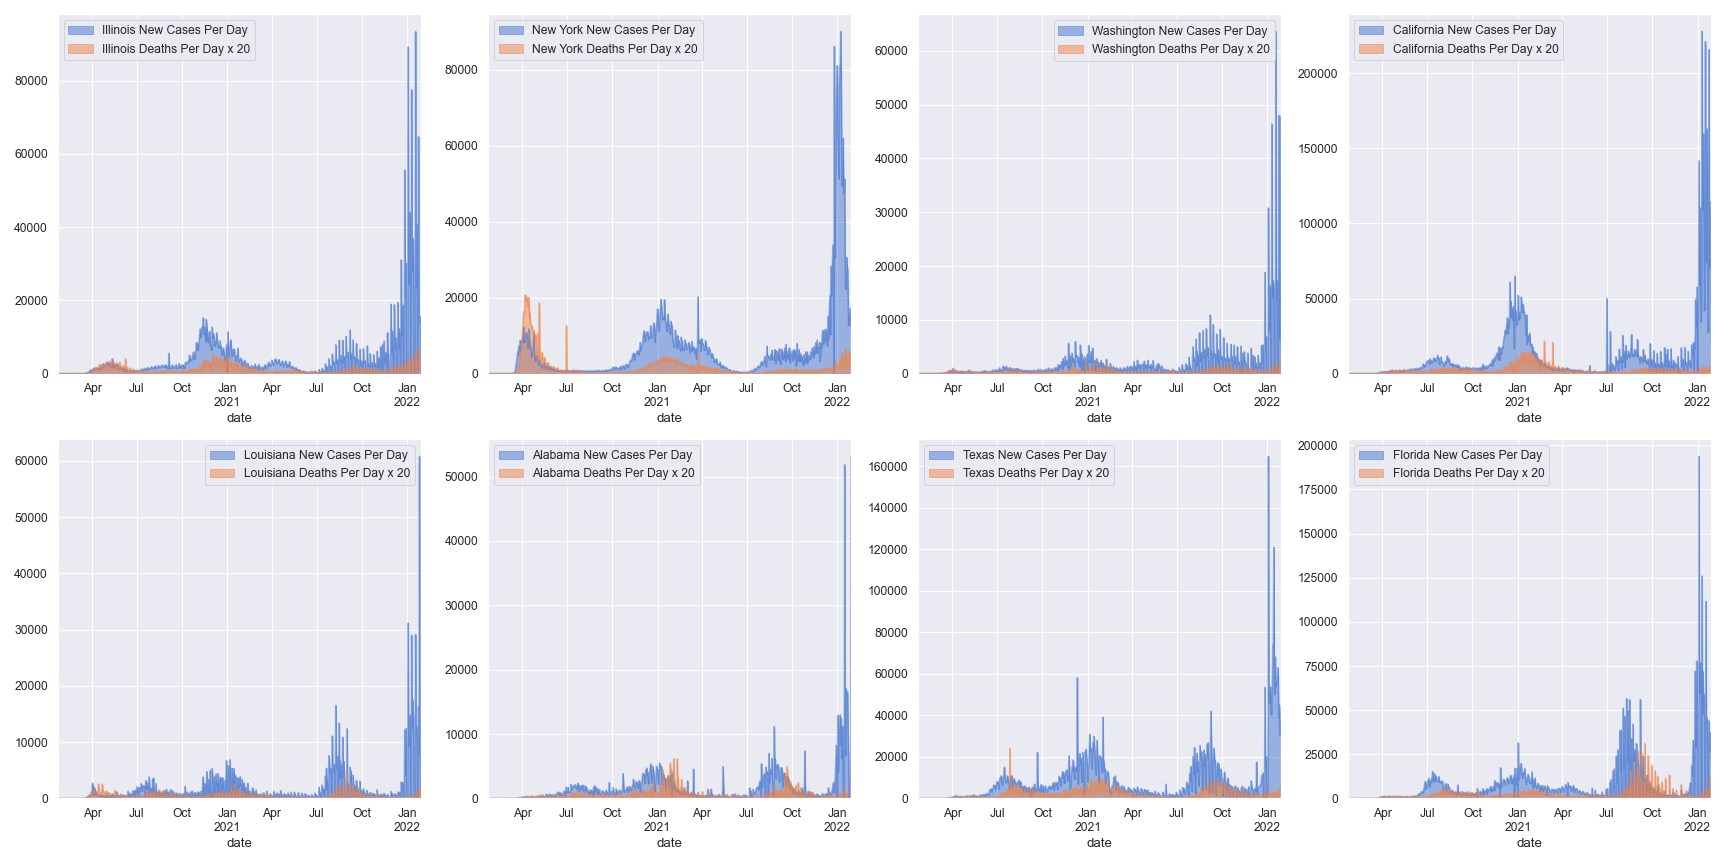 Illinois New Cases Per Day
Illinois Deaths Per Day x 20
80000
60000
40000
20000
0
Apr Jul Oct Jan Apr Jul Oct Jan
2021 2022
date
New York New Cases Per Day
New York Deaths Per Day x 20
80000
60000
40000
20000
0
Apr Jul Oct Jan Apr Jul Oct Jan
2021 2022
date
Washington New Cases Per Day
Washington Deaths Per Day x 20
60000
50000
40000
30000
20000
10000
0
Apr Jul Oct Jan Apr Jul Oct Jan
2021 2022
date
California New Cases Per Day
California Deaths Per Day x 20
200000
150000
100000
50000
0
Apr Jul Oct Jan Apr Jul Oct Jan
2021 2022
date
Louisiana New Cases Per Day
Louisiana Deaths Per Day x 20
60000
50000
40000
30000
20000
10000
0
Apr Jul Oct Jan Apr Jul Oct Jan
2021 2022
date
Alabama New Cases Per Day
Alabama Deaths Per Day x 20
50000
40000
30000
20000
10000
0
Apr Jul Oct Jan Apr Jul Oct Jan
2021 2022
date
Texas New Cases Per Day
Texas Deaths Per Day x 20
160000
140000
120000
100000
80000
60000
40000
20000
0
Apr Jul Oct Jan Apr Jul Oct Jan
2021 2022
date
Florida New Cases Per Day
Florida Deaths Per Day x 20
200000
175000
150000
125000
100000
75000
50000
25000
0
Apr Jul Oct Jan Apr Jul Oct Jan
2021 2022
date